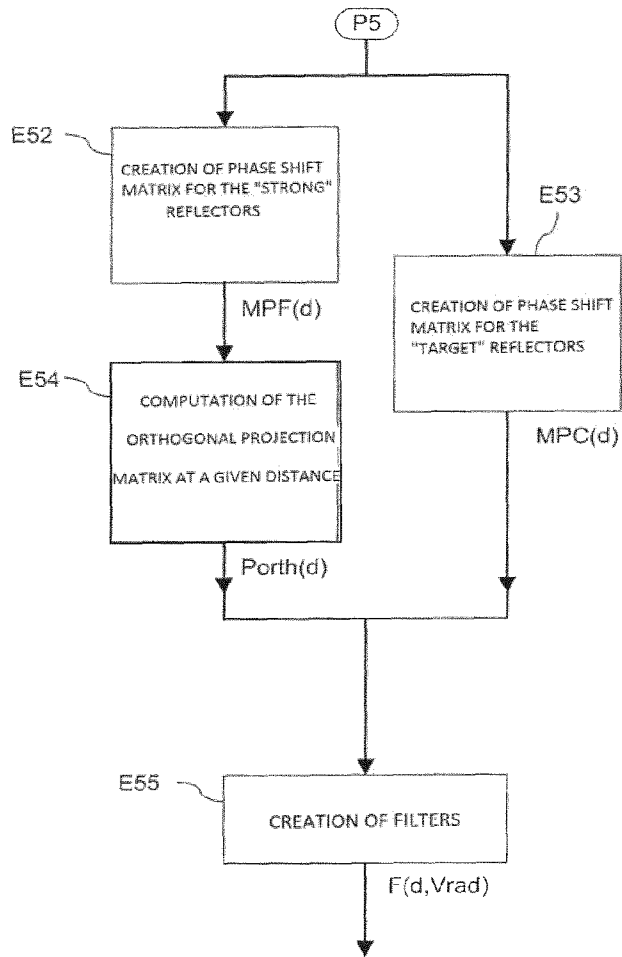 P5
E52
CREATION OF PHASE SHIFT
MATRIX FOR THE "STRONG"
REFLECTORS
MPF(d)
E53
CREATION OF PHASE SHIFT
MATRIX FOR THE
"TARGET" REFLECTORS
MPC(d)
E54
COMPUTATION OF THE
ORTHOGONAL PROJECTION
MATRIX AT A GIVEN DISTANCE
Porth(d)
E55
CREATION OF FILTERS
F(d,Vrad)